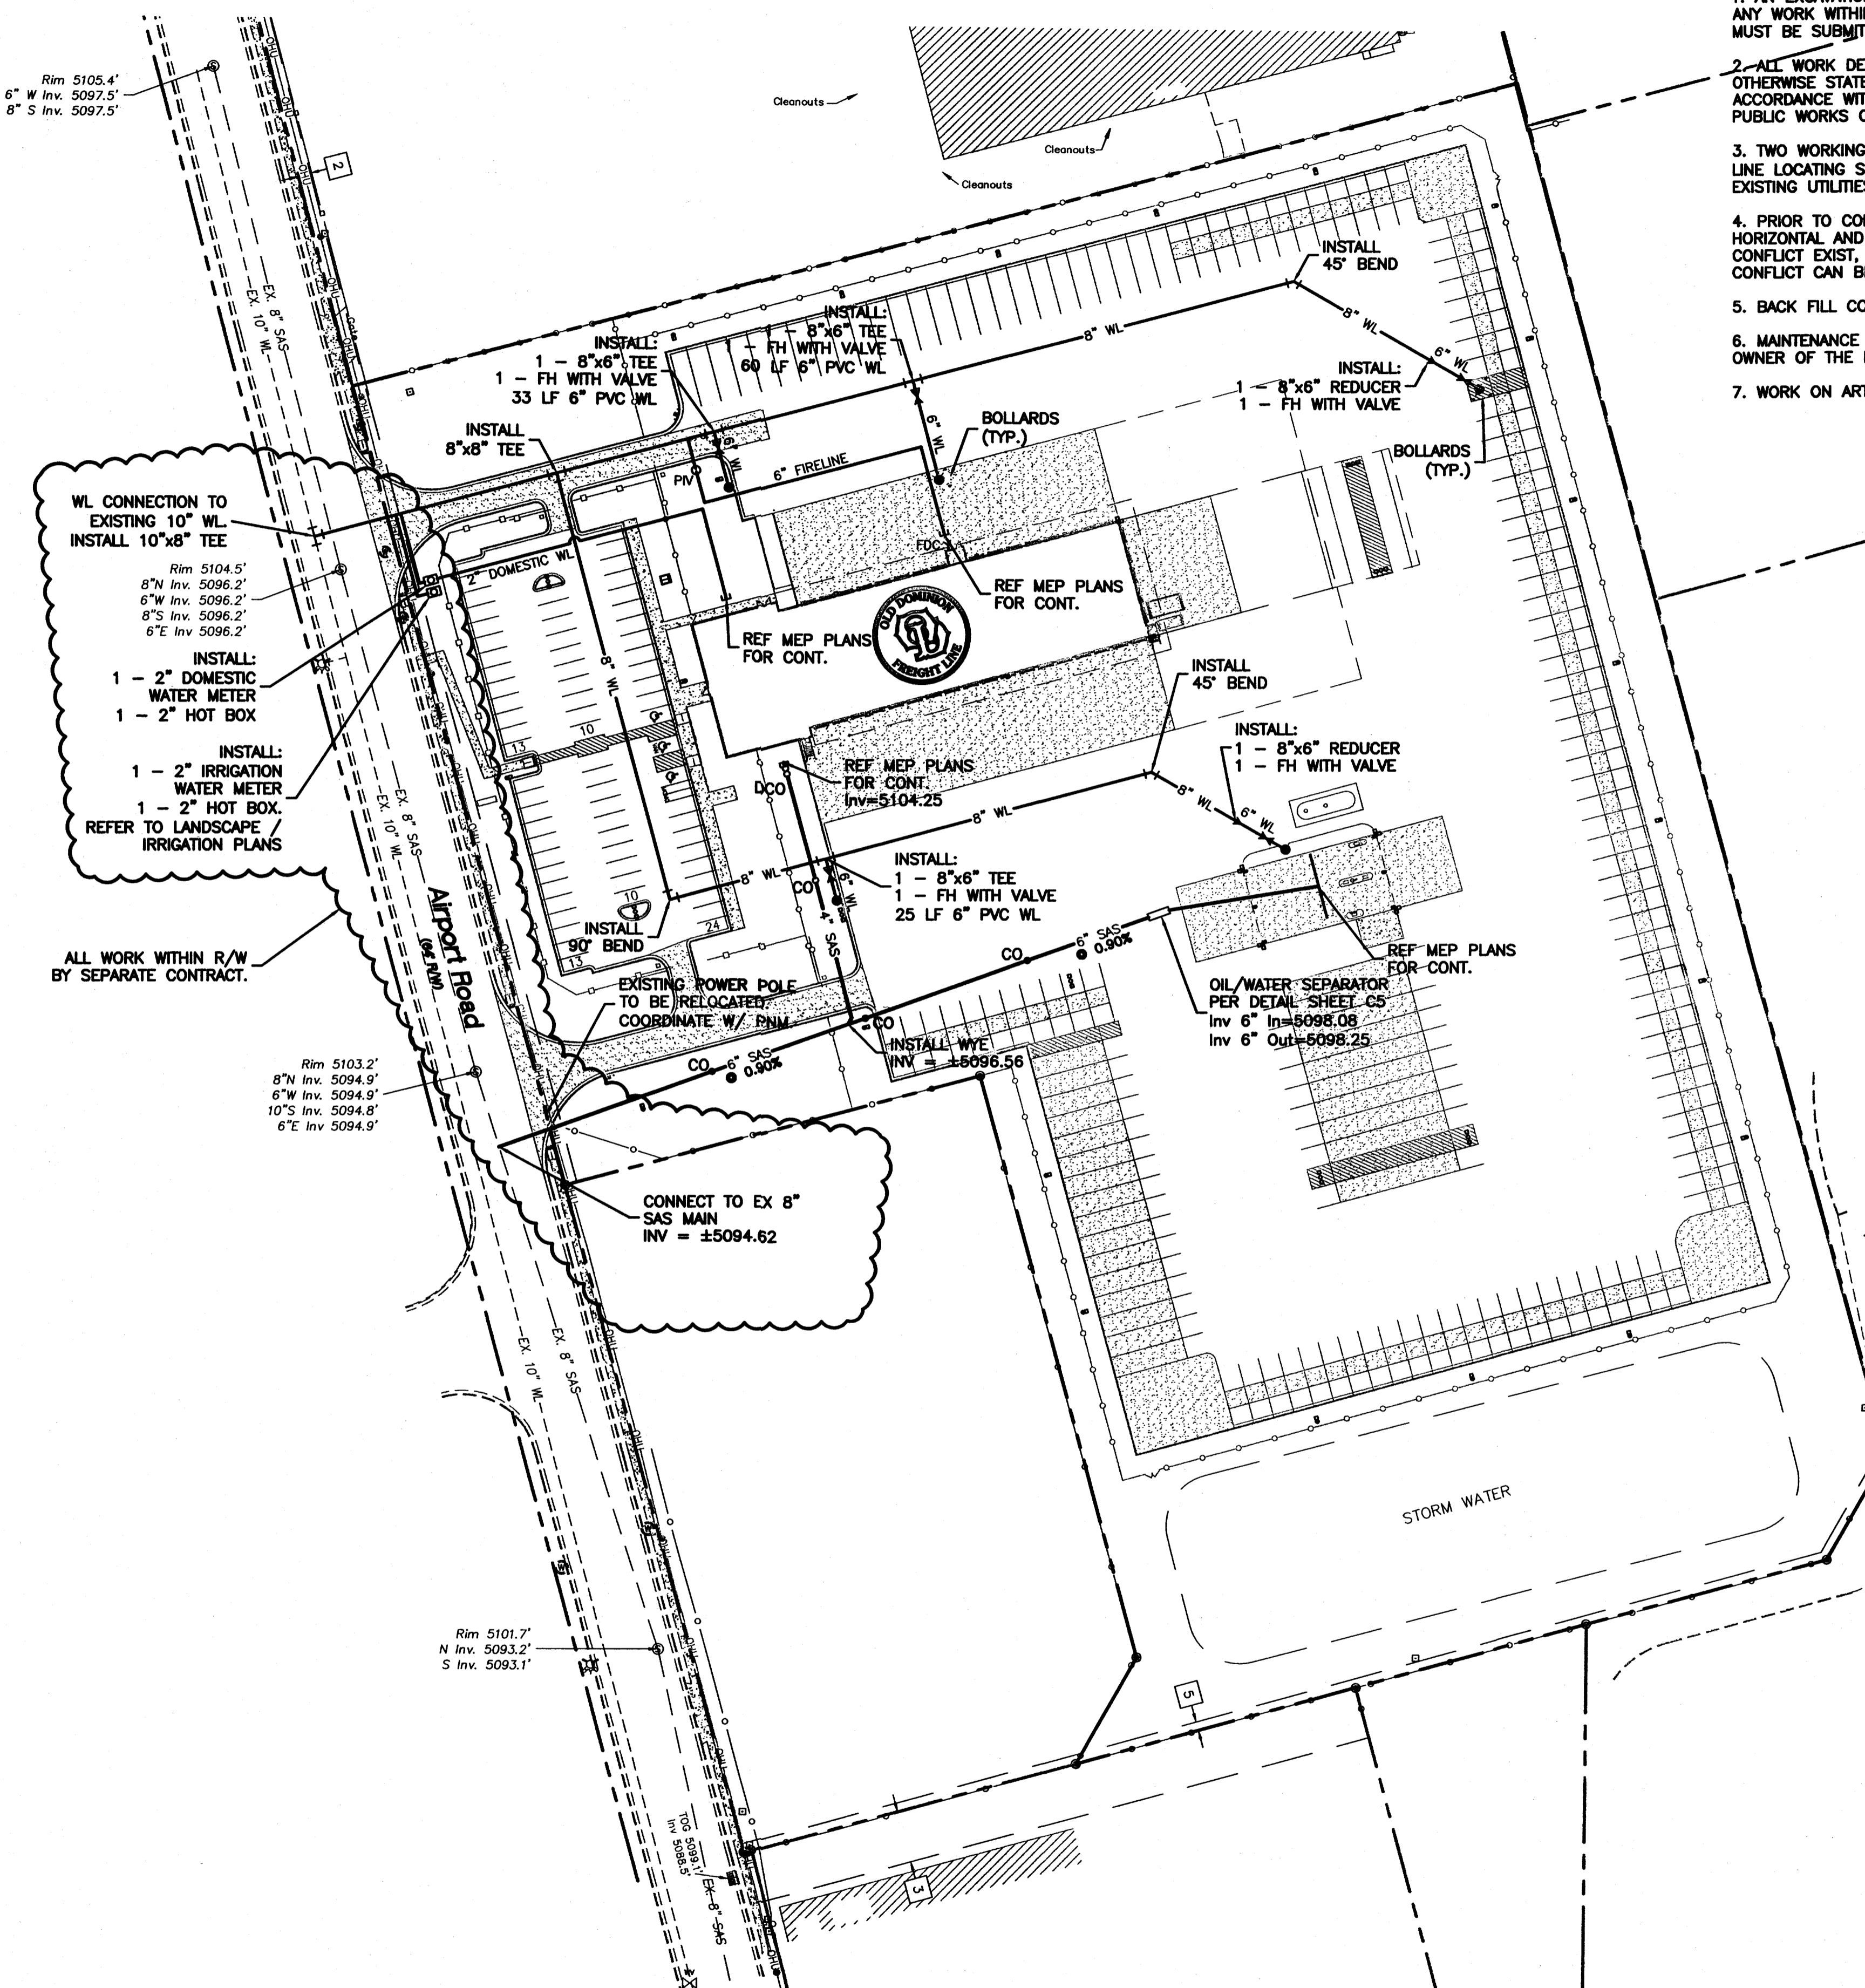 1. AN EXCAVATION
ANY WORK WITHIN
MUST BE SUBMIT
2. ALL WORK DE
OTHERWISE STATE
ACCORDANCE WIT
PUBLIC WORKS C
3. TWO WORKING
LINE LOCATING S
EXISTING UTILITIES
4. PRIOR TO CO
HORIZONTAL AND
CONFLICT EXIST,
CONFLICT CAN B
5. BACK FILL CO
6. MAINTENANCE
OWNER OF THE
7. WORK ON ART
Rim 5105.4'
6" W Inv. 5097.5'
8" S Inv. 5097.5'
2
Cleanouts
Cleanouts
Cleanouts
OHU
EX. 8" SAS
EX. 10" WL
INSTALL
45° BEND
8" WL
8" WL
6" WL
INSTALL:
1 - 8"x6" TEE
1 - FH WITH VALVE
60 LF 6" PVC WL
INSTALL:
1 - 8"x6" TEE
1 - FH WITH VALVE
33 LF 6" PVC WL
INSTALL:
1 - 8"x6" REDUCER
1 - FH WITH VALVE
BOLLARDS
(TYP.)
BOLLARDS
(TYP.)
INSTALL
8"x8" TEE
6" WL
6" WL
PIV
6" FIRELINE
FDC
WL CONNECTION TO
EXISTING 10" WL.
INSTALL 10"x8" TEE
Rim 5104.5'
8"N Inv. 5096.2'
6"W Inv. 5096.2'
8"S Inv. 5096.2'
6"E Inv 5096.2'
INSTALL:
1 - 2" DOMESTIC
WATER METER
1 - 2" HOT BOX
INSTALL:
1 - 2" IRRIGATION
WATER METER
1 - 2" HOT BOX.
REFER TO LANDSCAPE /
IRRIGATION PLANS
2" DOMESTIC WL
REF MEP PLANS
FOR CONT.
REF MEP PLANS
FOR CONT.
OLD DOMINION
FREIGHT LINE
8" WL
10
13
INSTALL
45° BEND
INSTALL:
1 - 8"x6" REDUCER
1 - FH WITH VALVE
REF MEP PLANS
FOR CONT.
Inv=5104.25
DCO
8" WL
8" WL
6" WL
EX. 8" SAS
EX. 10" WL
8" WL
CO
6" WL
4" SAS
INSTALL:
1 - 8"x6" TEE
1 - FH WITH VALVE
25 LF 6" PVC WL
10
24
13
INSTALL
90° BEND
Airport Road
(66' R/W)
ALL WORK WITHIN R/W
BY SEPARATE CONTRACT.
CO
6" SAS
@ 0.90%
REF MEP PLANS
FOR CONT.
OIL/WATER SEPARATOR
PER DETAIL SHEET C5
Inv 6" In=5098.08
Inv 6" Out=5098.25
EXISTING POWER POLE
TO BE RELOCATED.
COORDINATE W/ PNM
CO
INSTALL WYE
INV = ±5096.56
CO
6" SAS
@ 0.90%
Rim 5103.2'
8"N Inv. 5094.9'
6"W Inv. 5094.9'
10"S Inv. 5094.8'
6"E Inv 5094.9'
CONNECT TO EX 8"
SAS MAIN
INV = ±5094.62
EX. 8" SAS
EX. 10" WL
STORM WATER
Rim 5101.7'
N Inv. 5093.2'
S Inv. 5093.1'
5
TOG 5099.1'
Inv 5088.5'
EX. 8" SAS
3